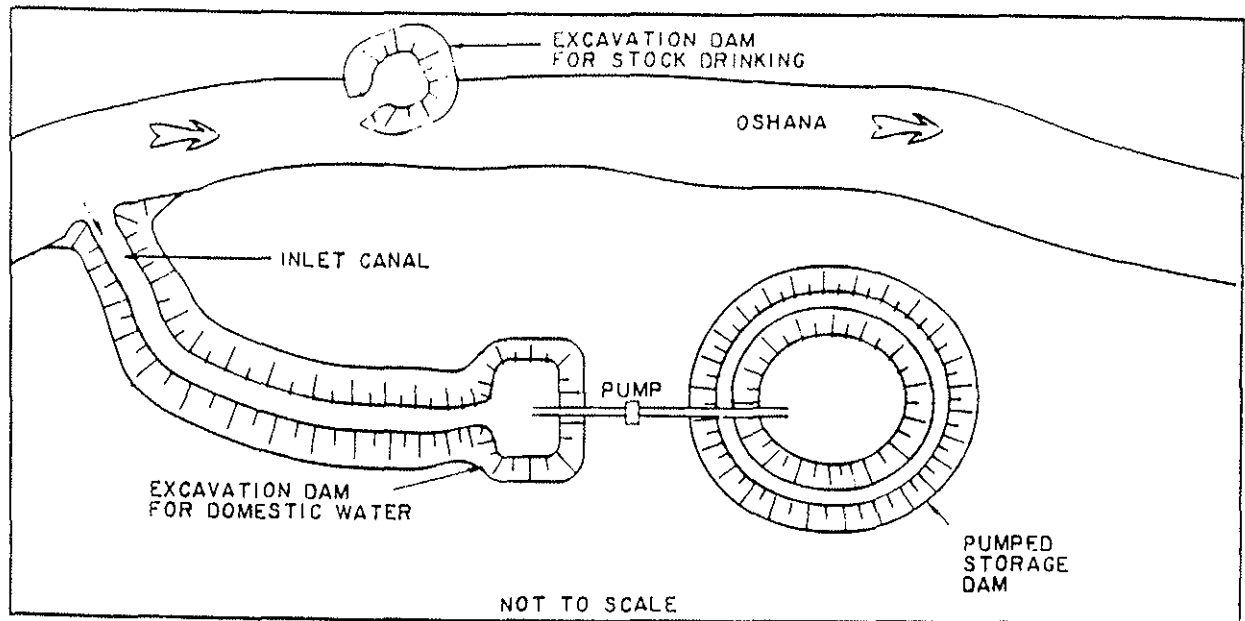 EXCAVATION DAM
FOR STOCK DRINKING
OSHANA
INLET CANAL
PUMP
EXCAVATION DAM
FOR DOMESTIC WATER
PUMPED
STORAGE
DAM
NOT TO SCALE